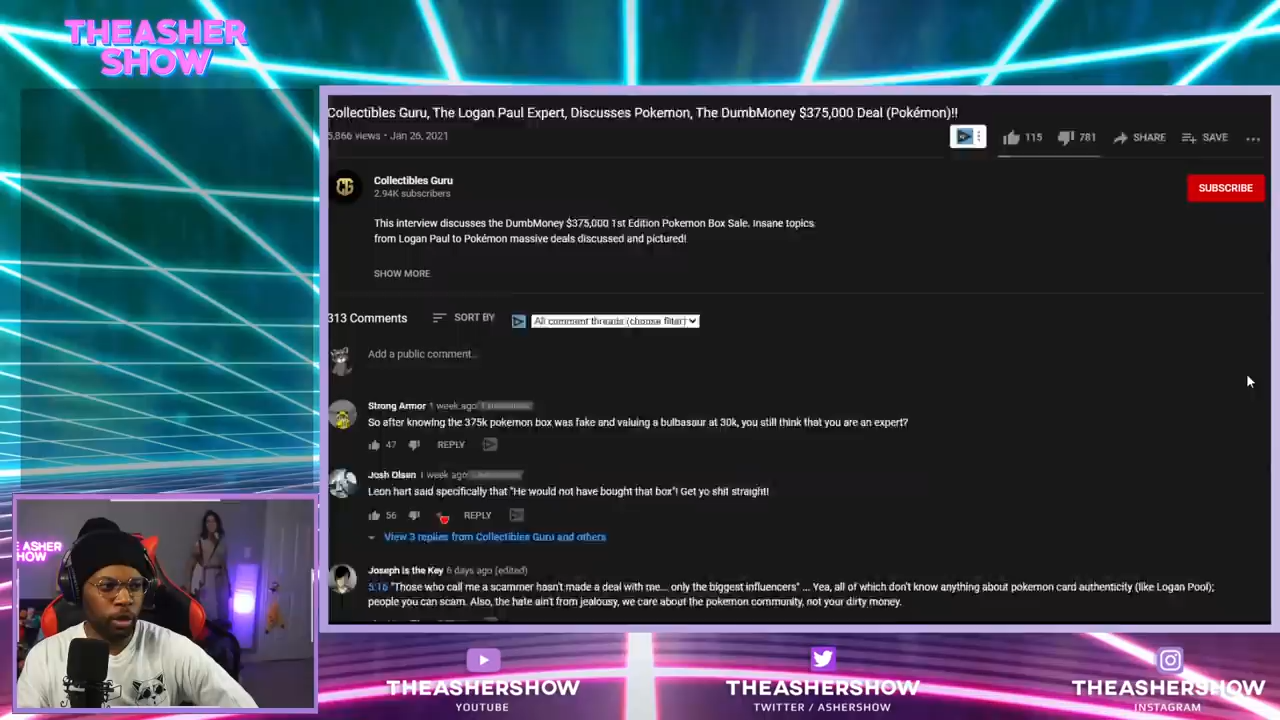 THEASHER
SHOW
Collectibles Guru, The Logan Paul Expert, Discusses Pokemon, The DumbMoney $375,000 Deal (Pokémon)!!
5,866 views • Jan 26, 2021
115
781
SHARE
SAVE
Collectibles Guru
2.94K subscribers
SUBSCRIBE
This interview discusses the DumbMoney $375,000 1st Edition Pokemon Box Sale. Insane topics
from Logan Paul to Pokémon massive deals discussed and pictured!
SHOW MORE
313 Comments
SORT BY
All comment threads (choose filter)
Add a public comment...
Strong Armor 1 week ago
So after knowing the 375k pokemon box was fake and valuing a bulbasaur at 30k, you still think that you are an expert?
47 REPLY
Josh Olsen 1 week ago
Leon hart said specifically that "He would not have bought that box"! Get yo shit straight!!
56 REPLY
View 3 replies from Collectibles Guru and others
Joseph is the Key 6 days ago (edited)
5:16 "Those who call me a scammer hasn't made a deal with me... only the biggest influencers" ... Yea, all of which don't know anything about pokemon card authenticity (like Logan Pool);
people you can scam. Also, the hate ain't from jealousy, we care about the pokemon community, not your dirty money.
E ASHER
HOW
THEASHERSHOW
YOUTUBE
THEASHERSHOW
TWITTER / ASHERSHOW
THEASHERSHOW
INSTAGRAM